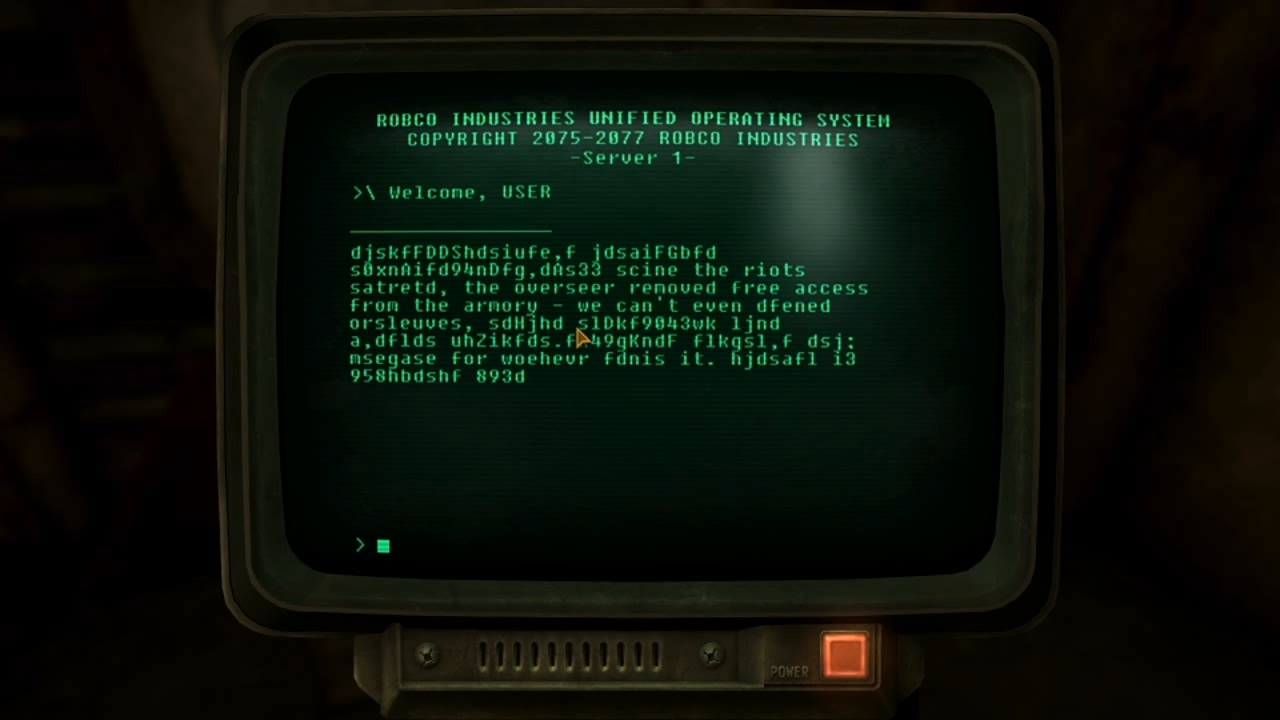 ROBCO INDUSTRIES UNIFIED OPERATING SYSTEM
COPYRIGHT 2075-2077 ROBCO INDUSTRIES
-Server 1-
>\ Welcome, USER
djskfFDDShdsiufe,f jdsaiFGbfd
s0xnAifd94nDfg,dAs33 scine the riots
satretd, the overseer removed free access
from the armory - we can't even dfened
orsleuves, sdHjhd slDkf9043wk ljnd
a,dflds flkgsl,f dsj:
msegase for woehevr fdnis it. hjdsafl i3
958hbdshf 893d
>
POWER